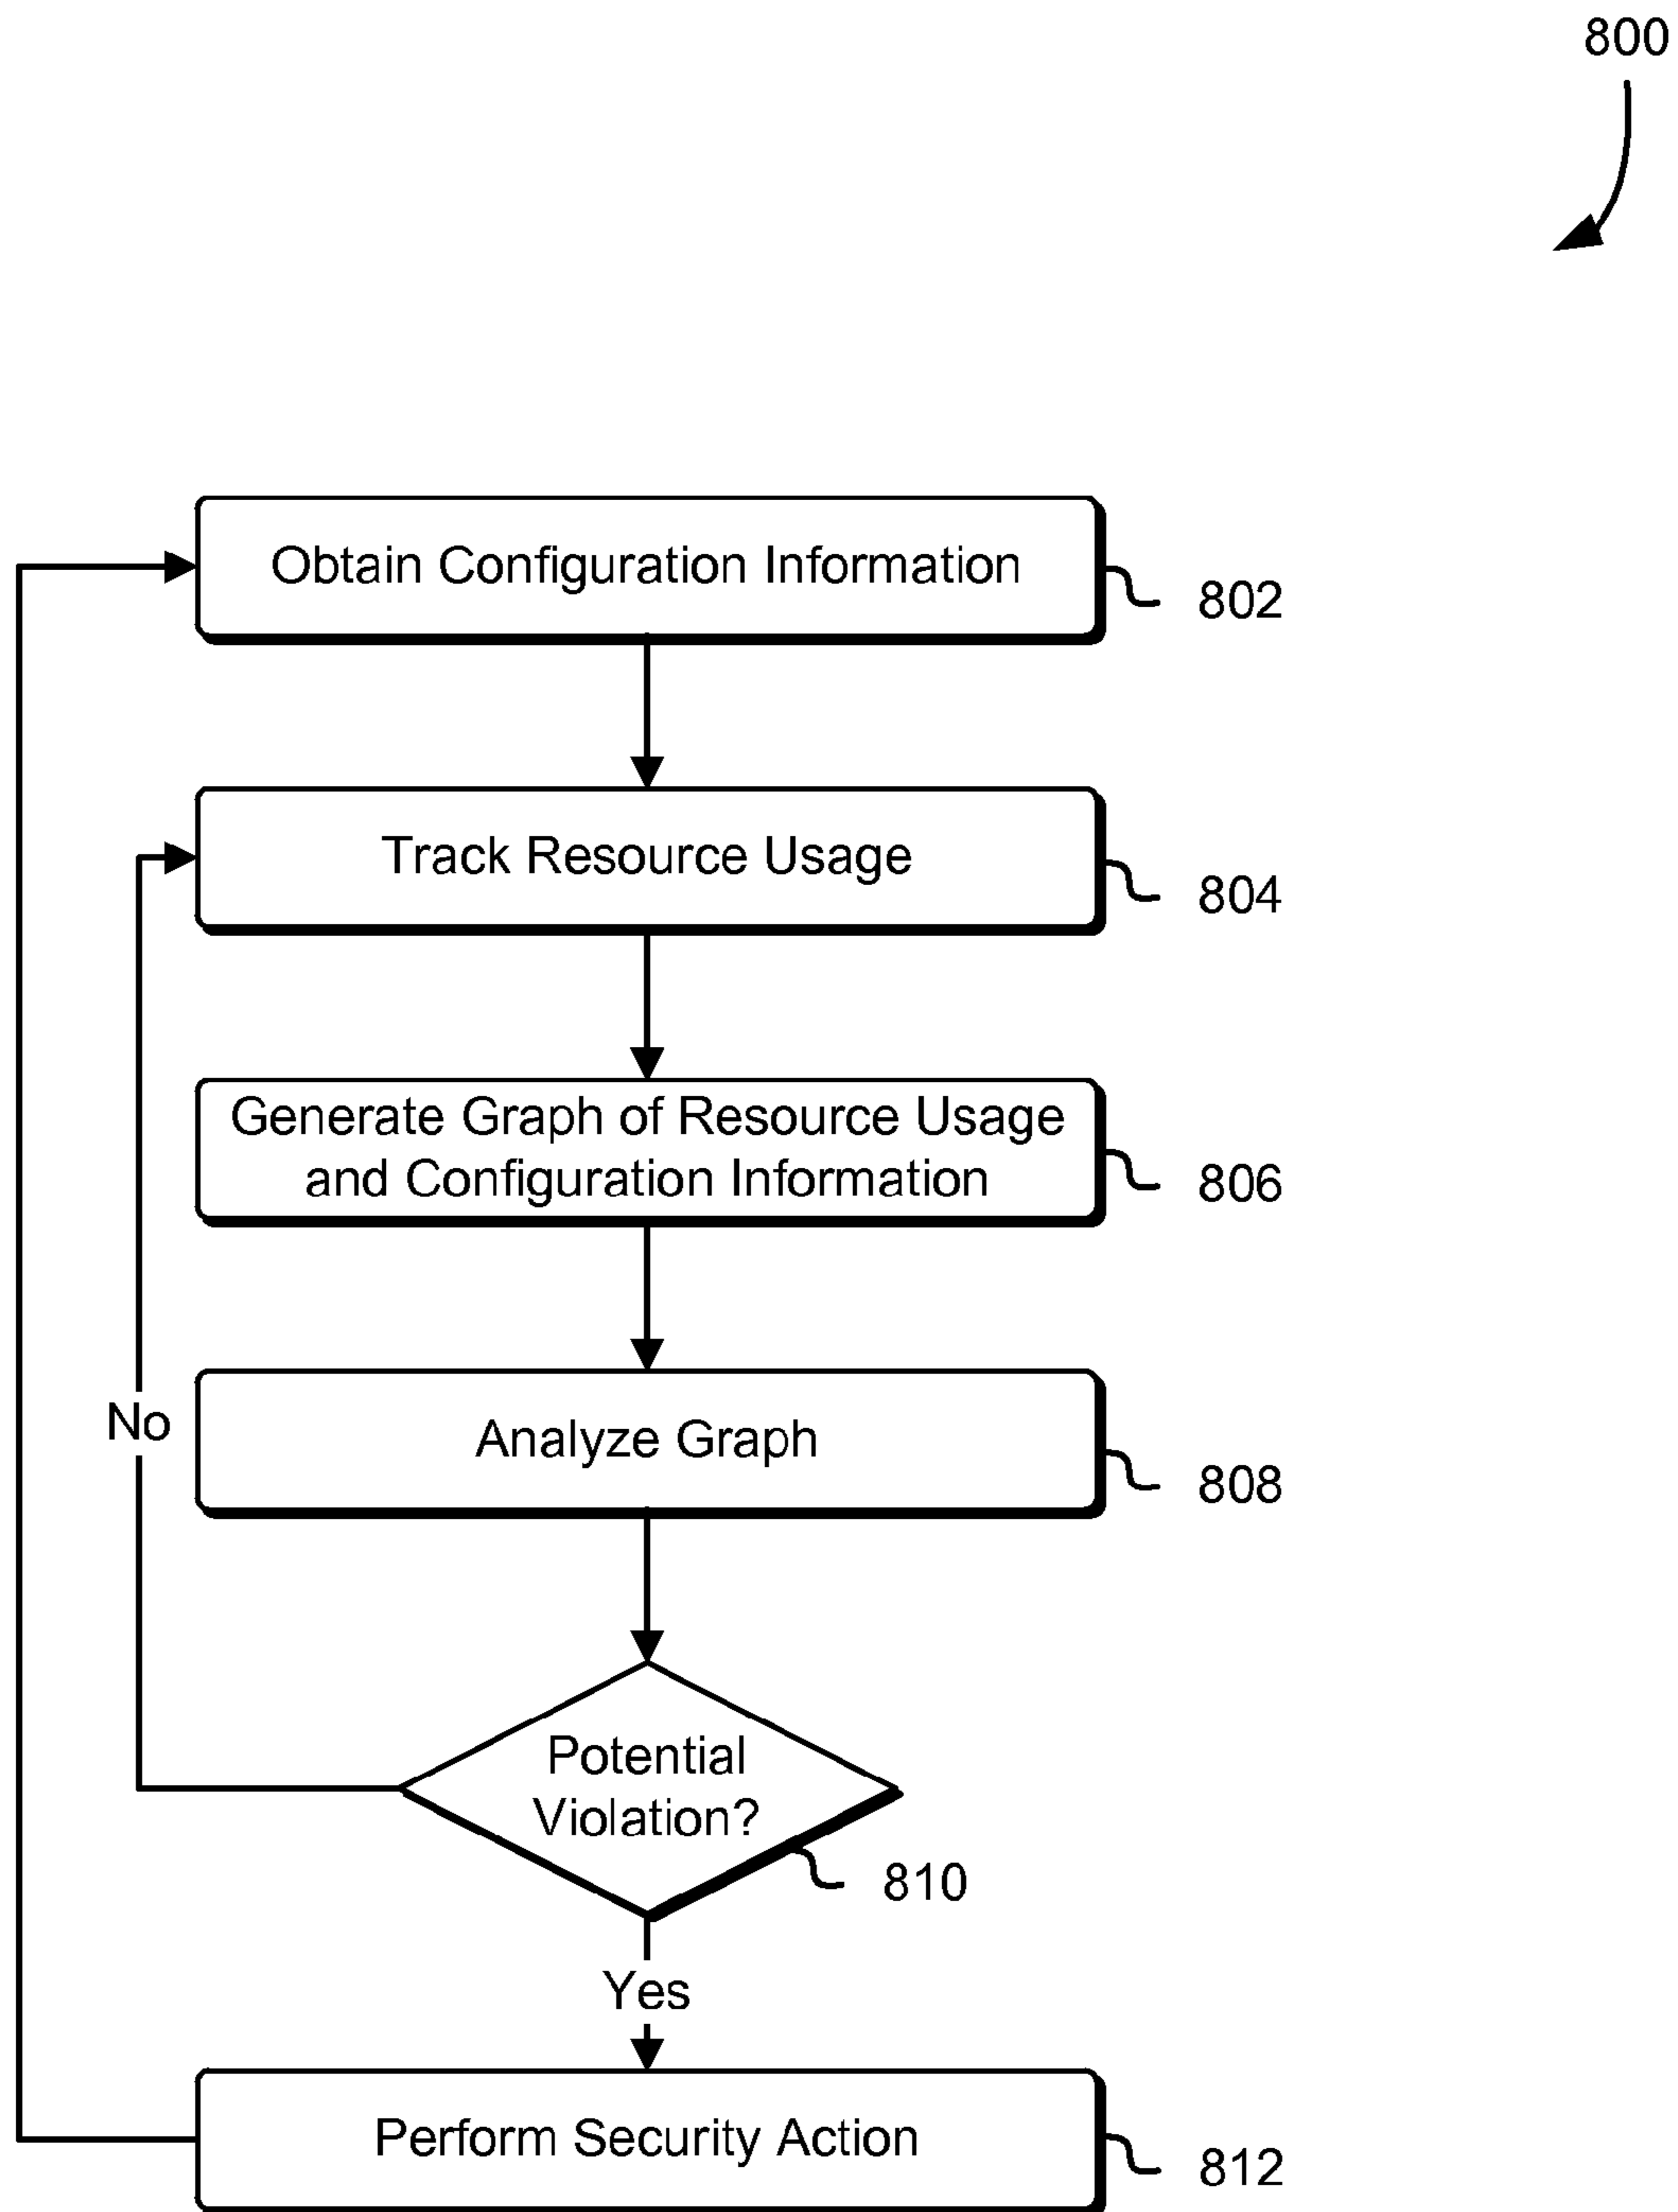 800
Obtain Configuration Information
802
Track Resource Usage
804
Generate Graph of Resource Usage
and Configuration Information
806
No
Analyze Graph
808
Potential
Violation?
810
Yes
Perform Security Action
812